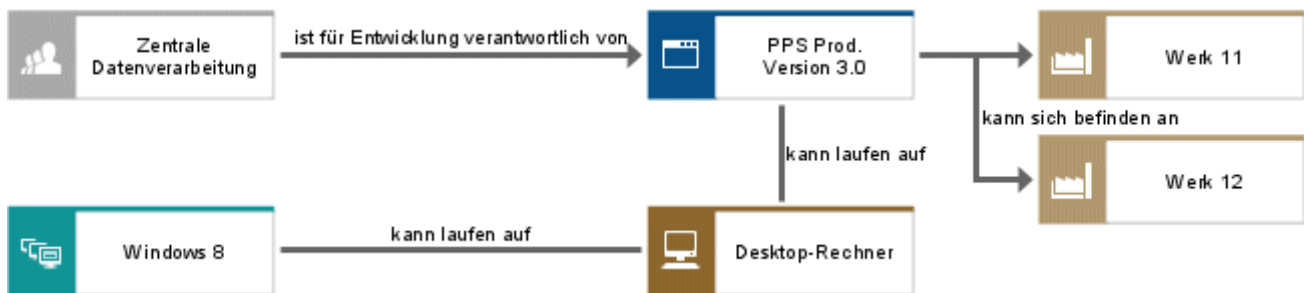 Zentrale
Datenverarbeitung
ist für Entwicklung verantwortlich von
PPS Prod.
Version 3.0
Werk 11
kann sich befinden an
kann laufen auf
Werk 12
Windows 8
kann laufen auf
Desktop-Rechner